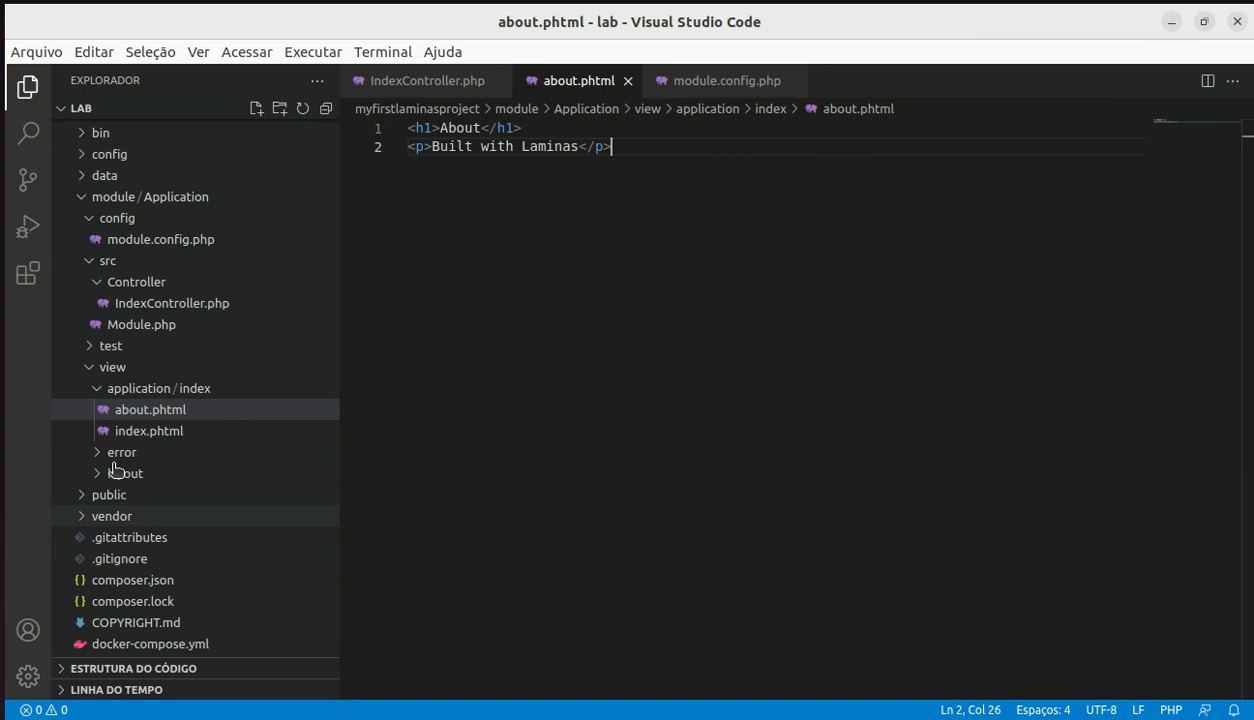 about.phtml - lab - Visual Studio Code
Arquivo Editar Seleção Ver Acessar Executar Terminal Ajuda
EXPLORADOR
LAB
bin
config
data
module / Application
config
module.config.php
src
Controller
IndexController.php
Module.php
test
view
application / index
about.phtml
index.phtml
error
public
vendor
.gitattributes
.gitignore
composer.json
composer.lock
COPYRIGHT.md
docker-compose.yml
ESTRUTURA DO CÓDIGO
LINHA DO TEMPO
IndexController.php about.phtml module.config.php
myfirstlaminasproject > module > Application > view > application > index > about.phtml
1 <h1>About</h1>
2 <p>Built with Laminas</p>
0 0 Ln 2, Col 26 Espaços: 4 UTF-8 LF PHP